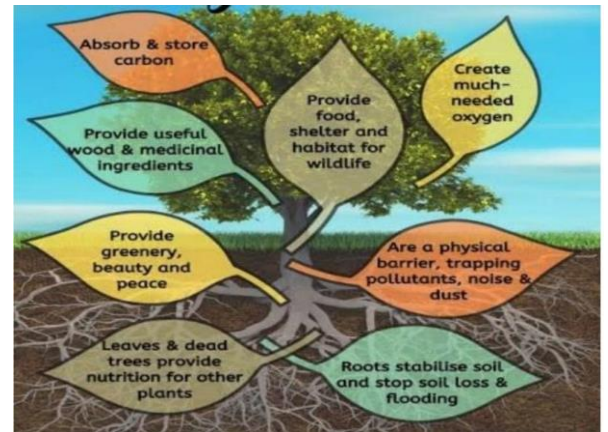 Absorb & store
carbon
Create
much-
needed
oxygen
Provide
food,
shelter and
habitat for
wildlife
Provide useful
wood & medicinal
ingredients
Provide
greenery,
beauty and
peace
Are a physical
barrier, trapping
pollutants, noise &
dust
Leaves & dead
trees provide
nutrition for other
plants
Roots stabilise soil
and stop soil loss &
flooding